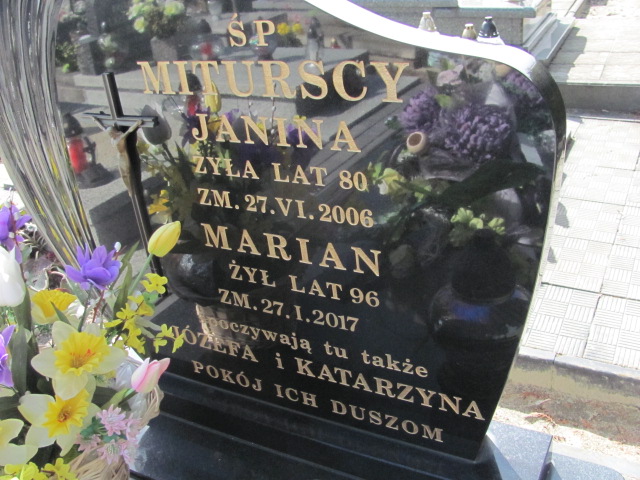 ŚP
MITURSCY
JANINA
ŻYŁA LAT 80
ZM. 27.VI.2006
MARIAN
ŻYŁ LAT 96
ZM. 27.I.2017
spoczywają tu także
JÓZEFA i KATARZYNA
POKÓJ ICH DUSZOM